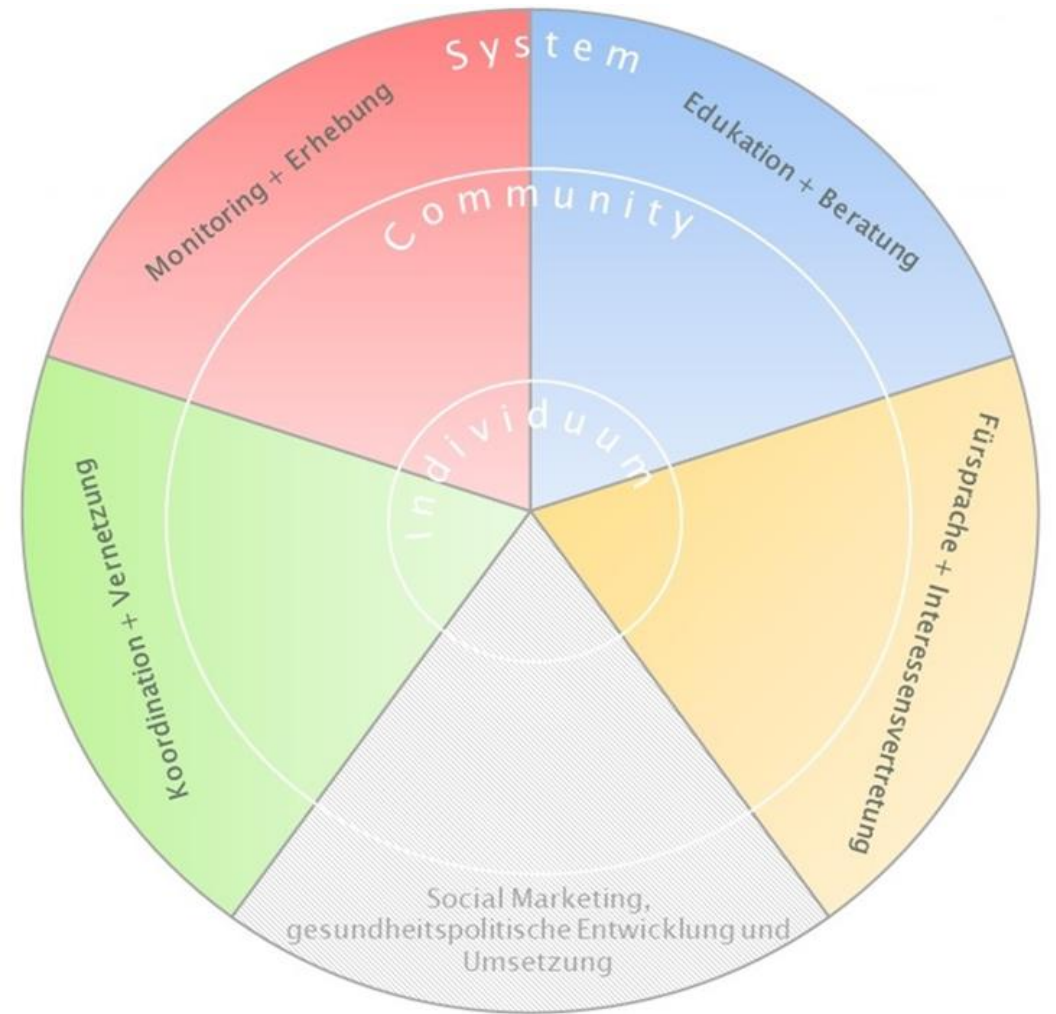 System
Monitoring + Erhebung
Edukation + Beratung
Community
Individuum
Koordination + Vernetzung
Fürsprache + Interessensvertretung
Social Marketing,
gesundheitspolitische Entwicklung und
Umsetzung